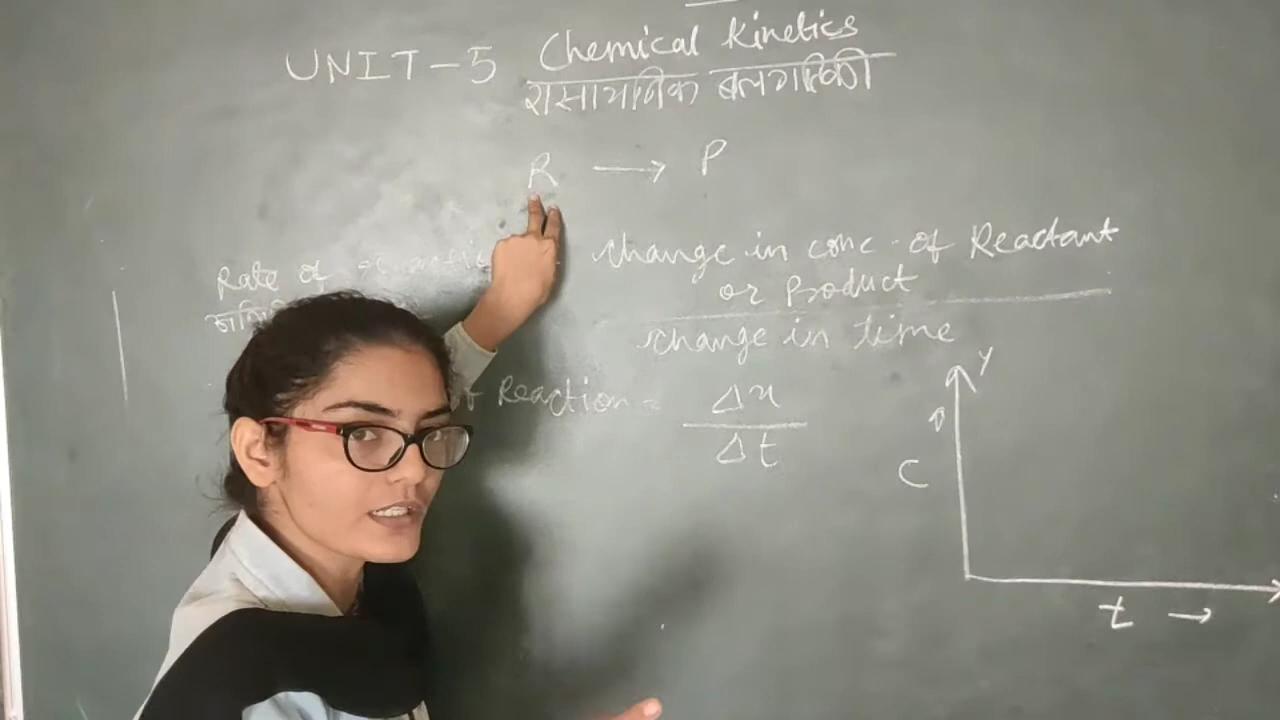 UNIT-5 Chemical Kinetics
रासायनिक बलगतिकी
R → P
Rate of
change in conc. of Reactant
or Product
change in time
of Reaction = Δx
Δt
y
C
t →